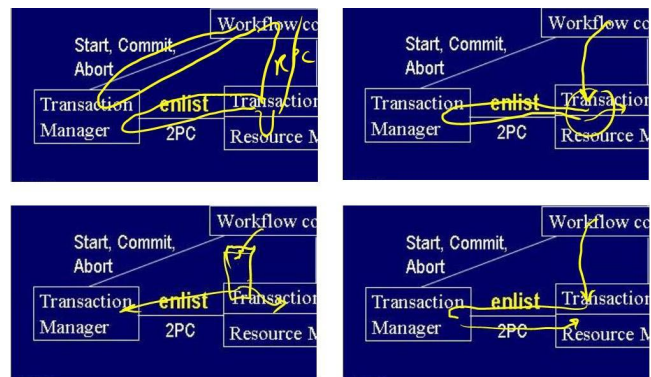 Workflow co
Start, Commit,
Abort
RPC
Transaction
Manager
enlist
2PC
Transaction
Resource M
Workflow co
Start, Commit,
Abort
Transaction
Manager
enlist
2PC
Transaction
Resource M
Workflow co
Start, Commit,
Abort
Transaction
Manager
enlist
2PC
Transaction
Resource M
Workflow co
Start, Commit,
Abort
Transaction
Manager
enlist
2PC
Transaction
Resource M